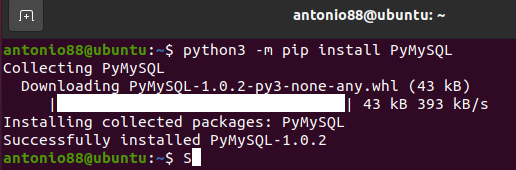 antonio88@ubuntu: ~
antonio88@ubuntu:~$ python3 -m pip install PyMySQL
Collecting PyMySQL
  Downloading PyMySQL-1.0.2-py3-none-any.whl (43 kB)
     |████████████████████████████████| 43 kB 393 kB/s
Installing collected packages: PyMySQL
Successfully installed PyMySQL-1.0.2
antonio88@ubuntu:~$ S